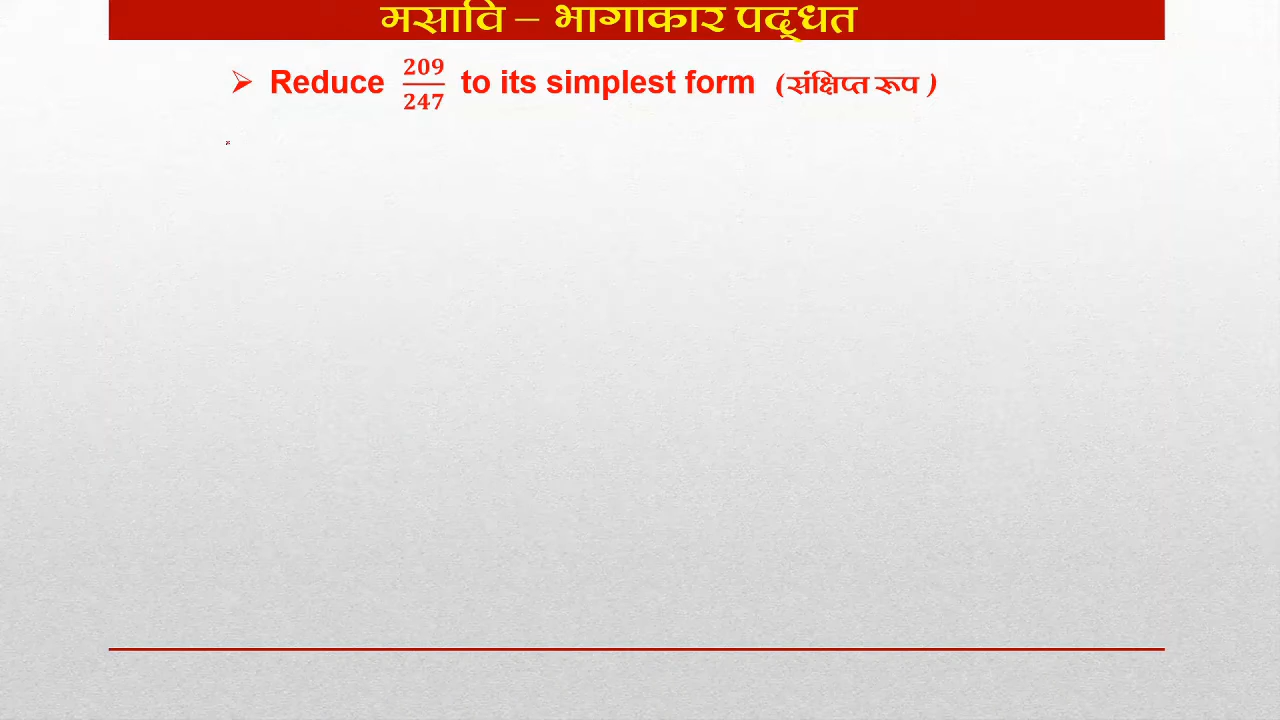 मसावि – भागाकार पद्धत
➢ Reduce 209/247 to its simplest form (संक्षिप्त रूप )